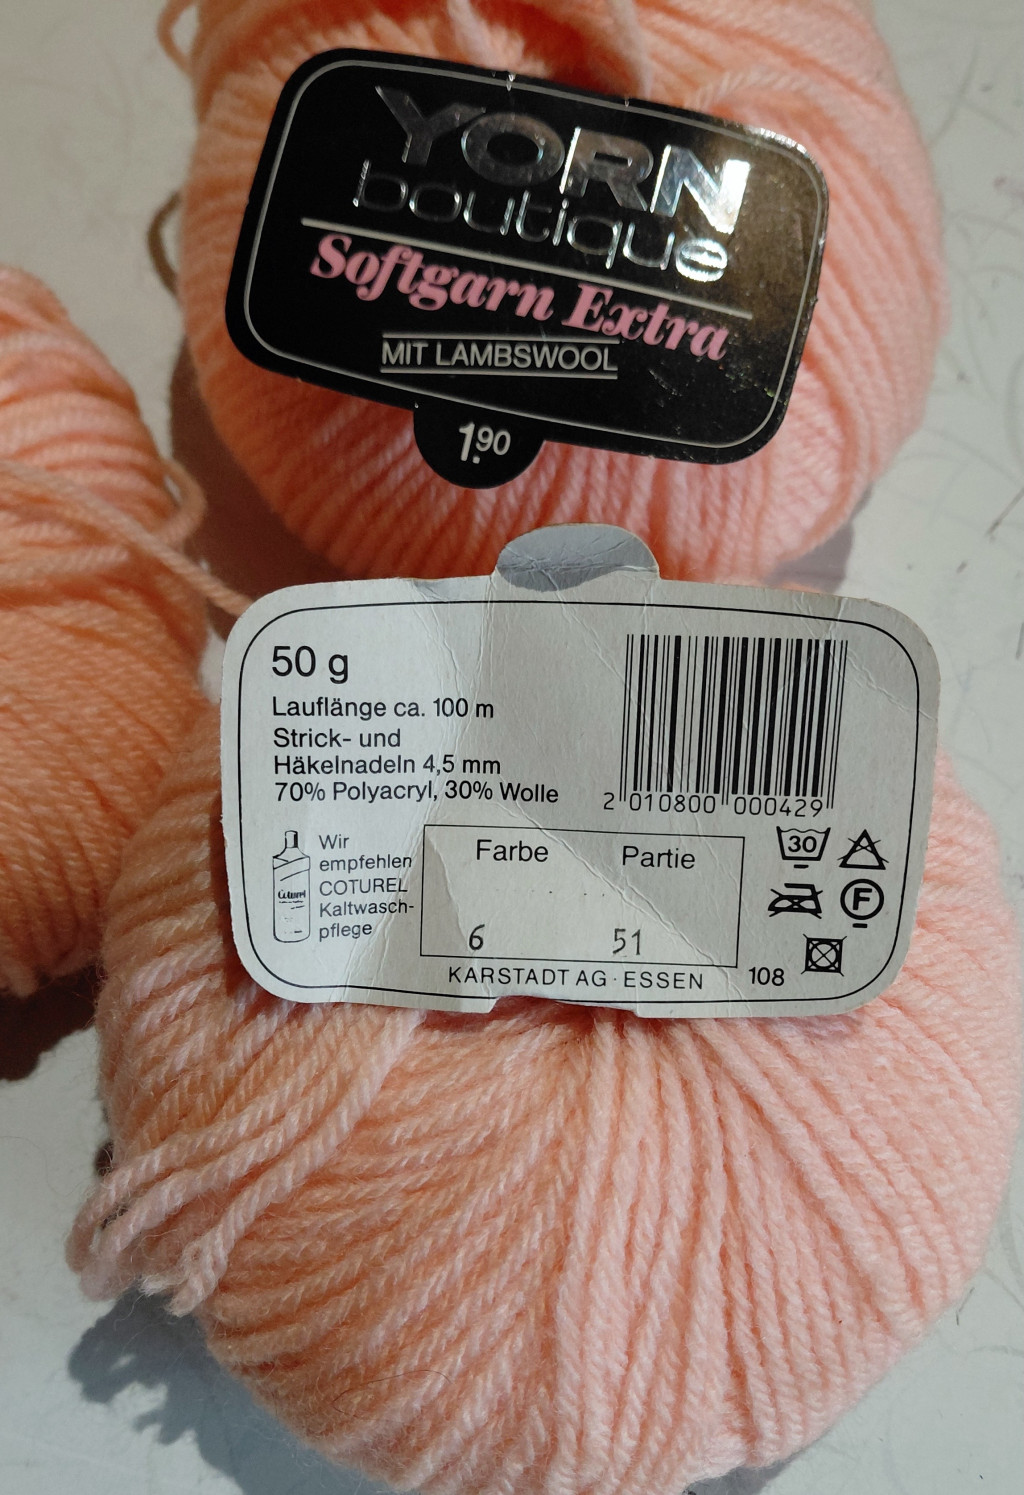 YORN
boutique
Softgarn Extra
MIT LAMBSWOOL
1.90
50 g
Lauflänge ca. 100 m
Strick- und
Häkelnadeln 4,5 mm
70% Polyacryl, 30% Wolle
2 010800 000429
Wir
empfehlen
COTUREL
Kaltwasch-
pflege
Coturel
Farbe Partie
6 51
30
F
KARSTADT AG · ESSEN 108